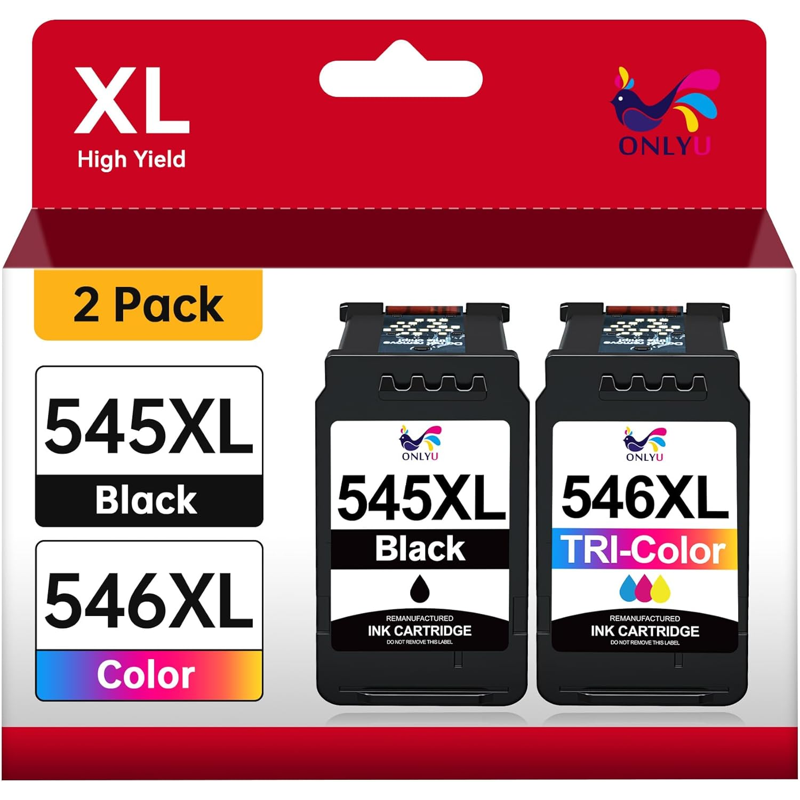 XL
High Yield
ONLYU
2 Pack
545XL
Black
546XL
Color
ONLYU
545XL
Black
REMANUFACTURED
INK CARTRIDGE
DO NOT REMOVE THIS LABEL
ONLYU
546XL
TRI-Color
REMANUFACTURED
INK CARTRIDGE
DO NOT REMOVE THIS LABEL